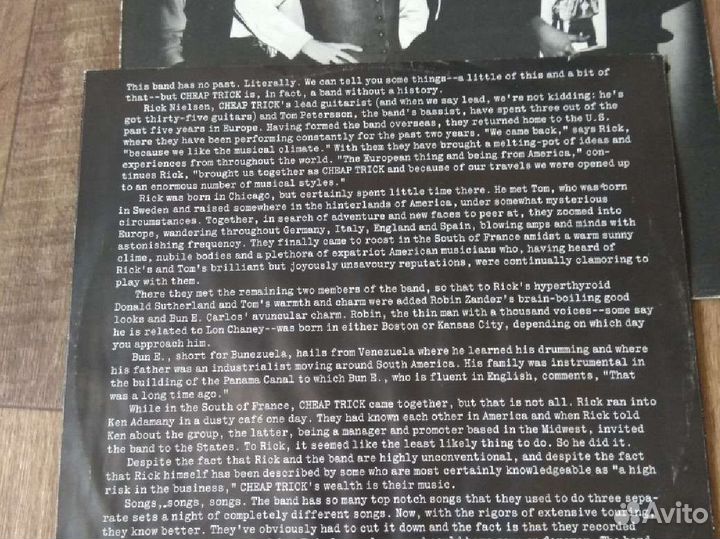 This band has no past. Literally. We can tell you some things--a little of this and a bit of
that--but CHEAP TRICK is, in fact, a band without a history.
Rick Nielsen, CHEAP TRICK's lead guitarist (and when we say lead, we're not kidding: he's
got thirty-five guitars) and Tom Petersson, the band's bassist, have spent three out of the
past five years in Europe. Having formed the band overseas, they returned home to the U.S.
where they have been performing constantly for the past two years. "We came back," says Rick,
"because we like the musical climate." With them they have brought a melting-pot of ideas and
experiences from throughout the world. "The European thing and being from America," con-
tinues Rick, "brought us together as CHEAP TRICK and because of our travels we were opened up
to an enormous number of musical styles."
Rick was born in Chicago, but certainly spent little time there. He met Tom, who was born
in Sweden and raised somewhere in the hinterlands of America, under somewhat mysterious
circumstances. Together, in search of adventure and new faces to peer at, they zoomed into
Europe, wandering throughout Germany, Italy, England and Spain, blowing amps and minds with
astonishing frequency. They finally came to roost in the South of France amidst a warm sunny
clime, nubile bodies and a plethora of expatriot American musicians who, having heard of
Rick's and Tom's brilliant but joyously unsavoury reputations, were continually clamoring to
play with them.
There they met the remaining two members of the band, so that to Rick's hyperthyroid
Donald Sutherland and Tom's warmth and charm were added Robin Zander's brain-boiling good
looks and Bun E. Carlos' avuncular charm. Robin, the thin man with a thousand voices--some say
he is related to Lon Chaney--was born in either Boston or Kansas City, depending on which day
you approach him.
Bun E., short for Bunezuela, hails from Venezuela where he learned his drumming and where
his father was an industrialist moving around South America. His family was instrumental in
the building of the Panama Canal to which Bun E., who is fluent in English, comments, "That
was a long time ago."
While in the South of France, CHEAP TRICK came together, but that is not all. Rick ran into
Ken Adamany in a dusty café one day. They had known each other in America and when Rick told
Ken about the group, the latter, being a manager and promoter based in the Midwest, invited
the band to the States. To Rick, it seemed like the least likely thing to do. So he did it.
Despite the fact that Rick and the band are highly unconventional, and despite the fact
that Rick himself has been described by some who are most certainly knowledgeable as "a high
risk in the business," CHEAP TRICK's wealth is their music.
Songs, songs, songs. The band has so many top notch songs that they used to do three sepa-
rate sets a night of completely different songs. Now, with the rigors of extensive touring,
they know better. They've obviously had to cut it down and the fact is that they recorded
Avito